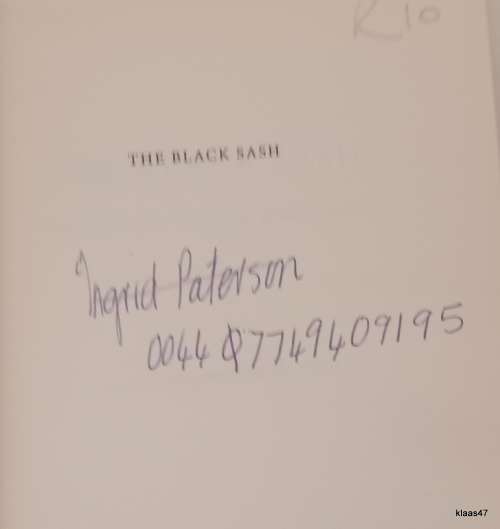 R10
THE BLACK SASH
Ingrid Paterson
0044 07749409195
klaas47